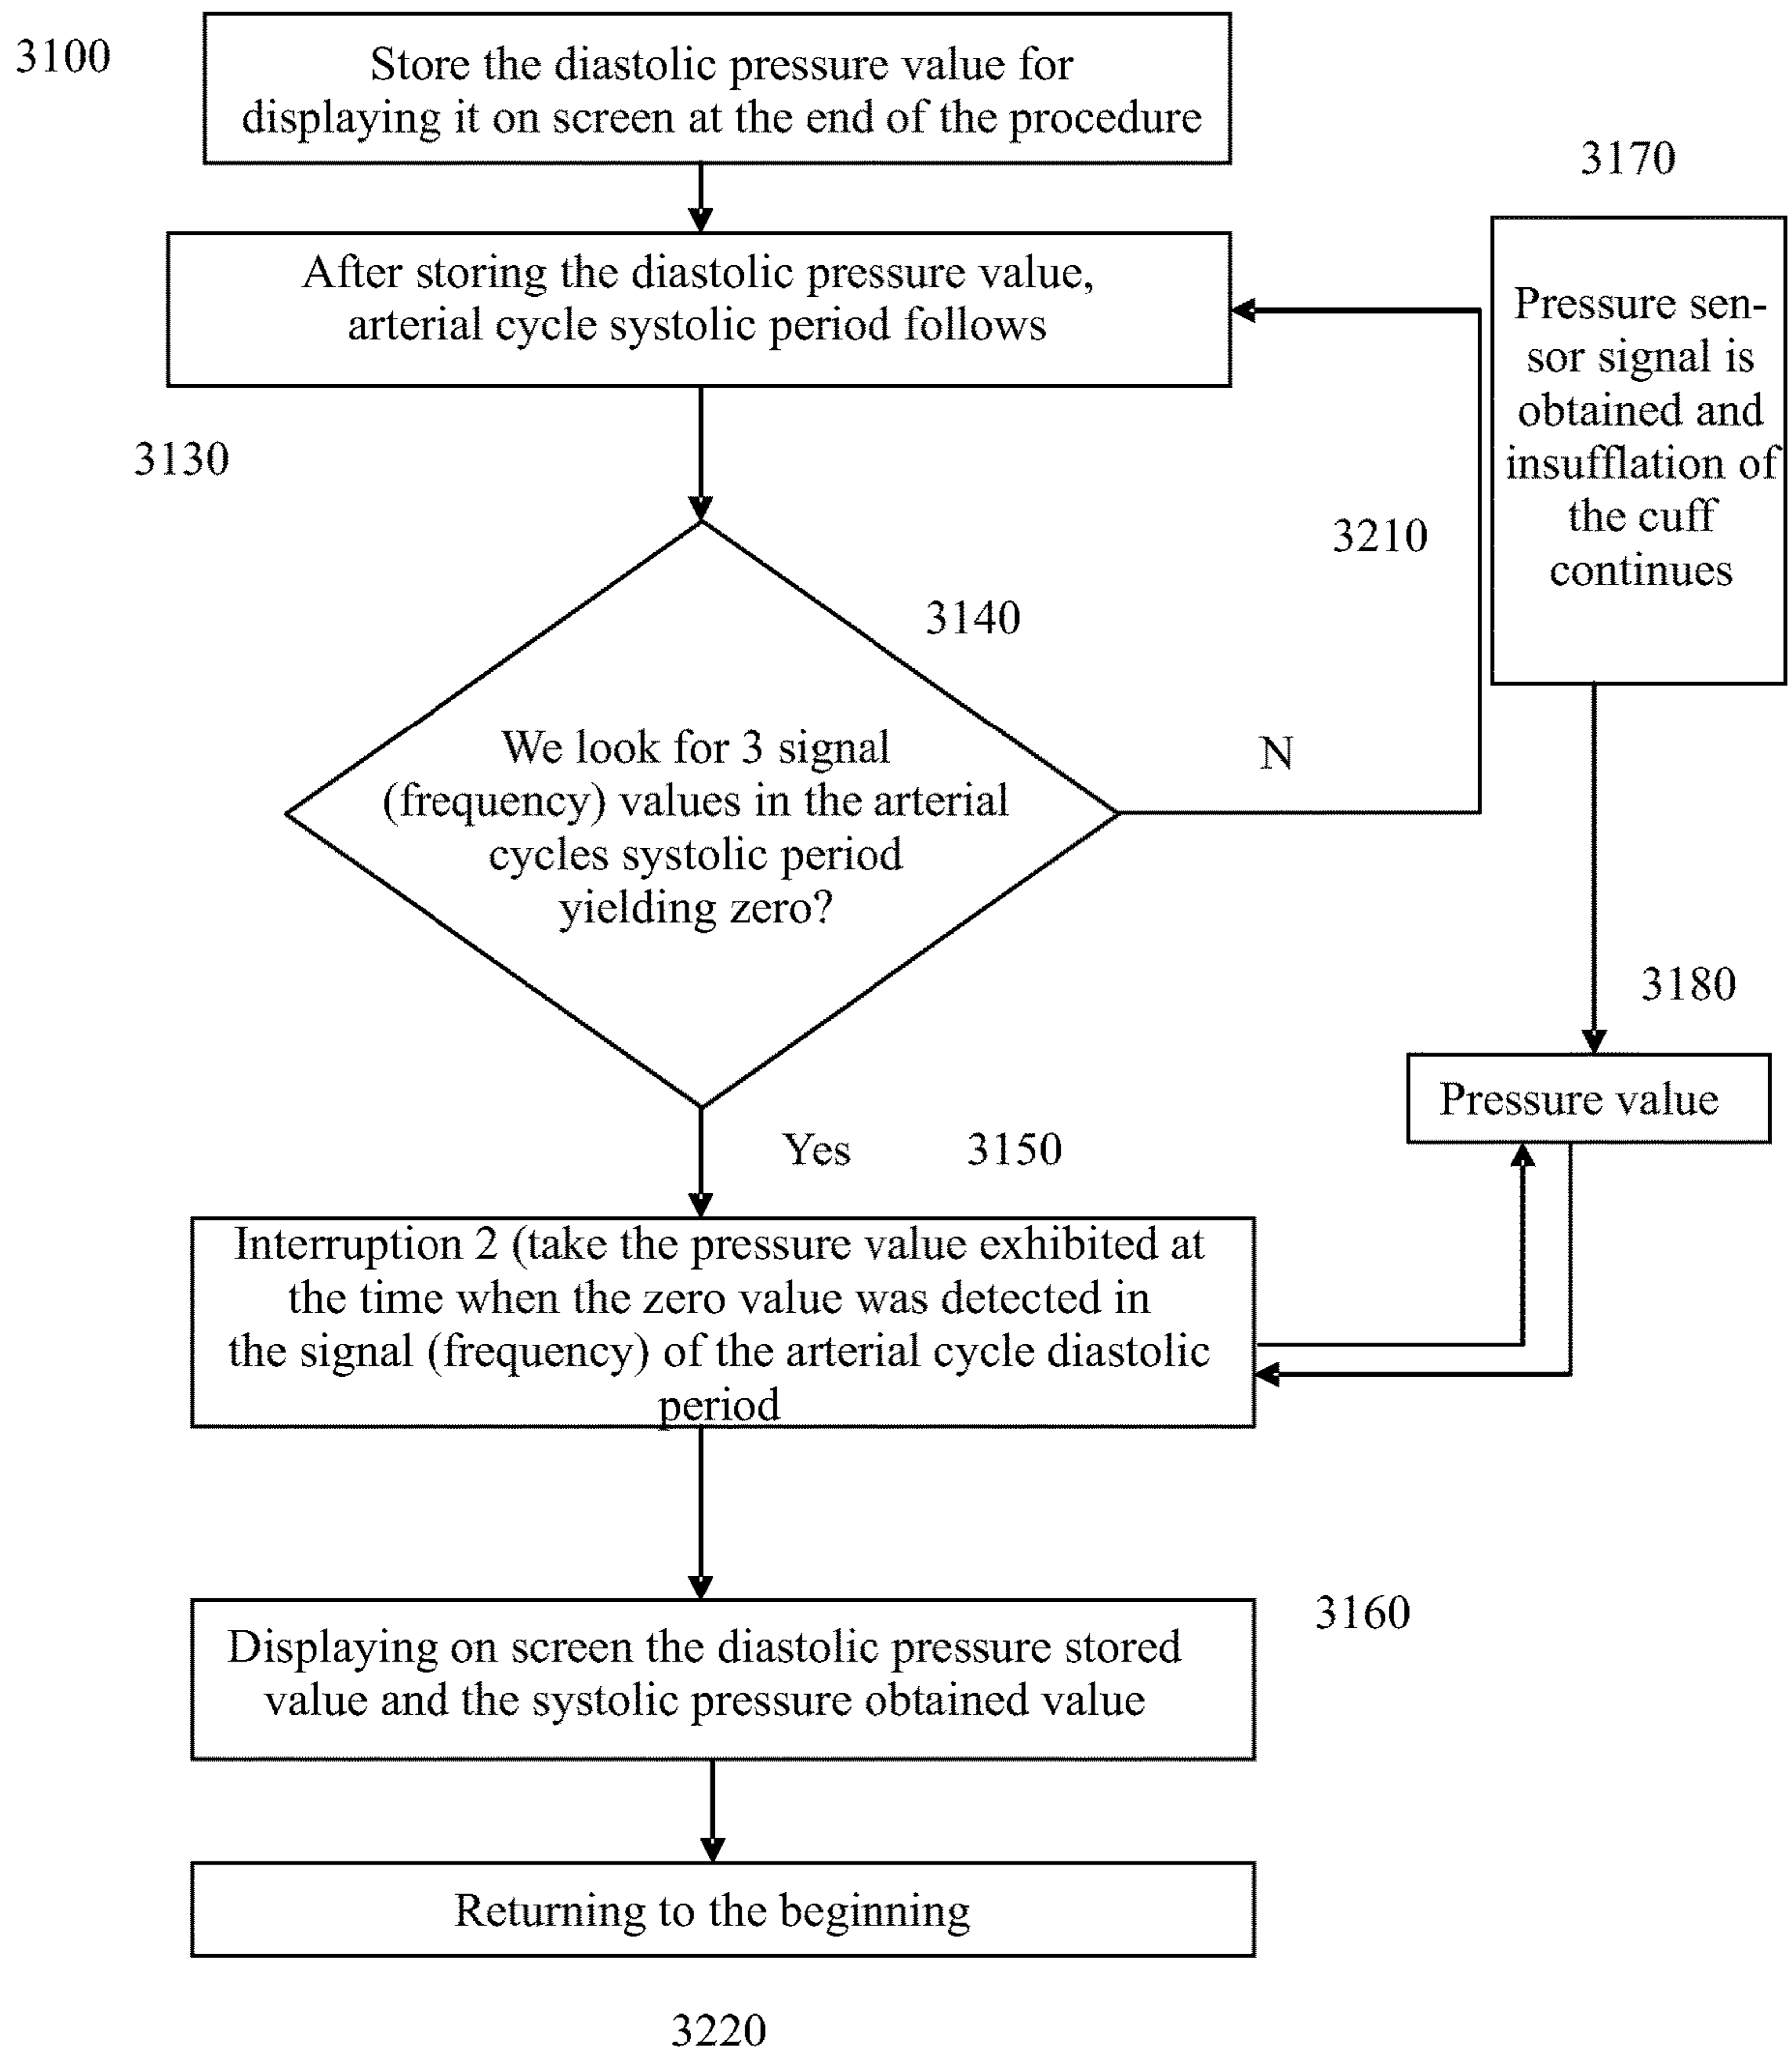 3100
Store the diastolic pressure value for
displaying it on screen at the end of the procedure
3170
After storing the diastolic pressure value,
arterial cycle systolic period follows
Pressure sen-
sor signal is
obtained and
insufflation of
the cuff
continues
3130
3210
3140
We look for 3 signal
(frequency) values in the arterial
cycles systolic period
yielding zero?
N
3180
Pressure value
Yes
3150
Interruption 2 (take the pressure value exhibited at
the time when the zero value was detected in
the signal (frequency) of the arterial cycle diastolic
period
3160
Displaying on screen the diastolic pressure stored
value and the systolic pressure obtained value
Returning to the beginning
3220